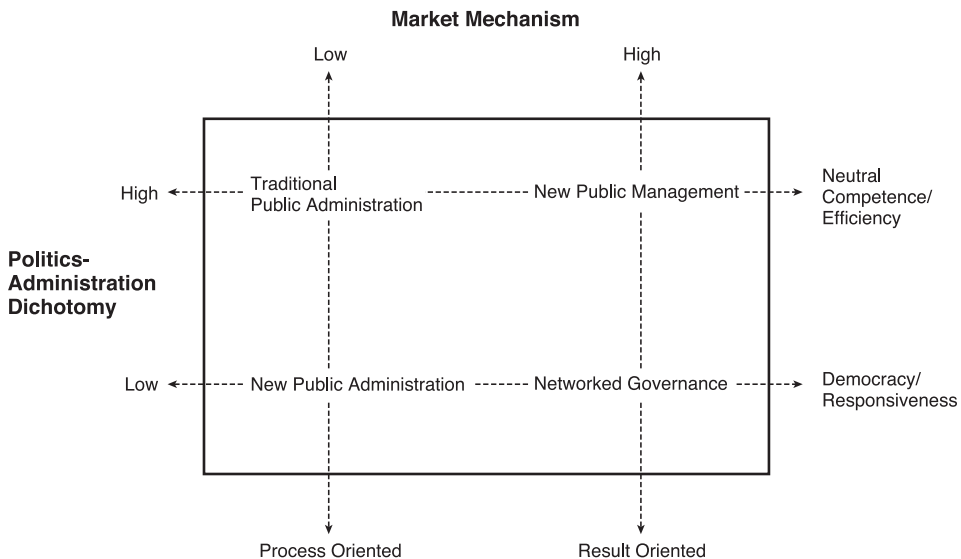 Market Mechanism
Low
High
High
Traditional
Public Administration
New Public Management
Neutral
Competence/
Efficiency
Politics-
Administration
Dichotomy
Low
New Public Administration
Networked Governance
Democracy/
Responsiveness
Process Oriented
Result Oriented